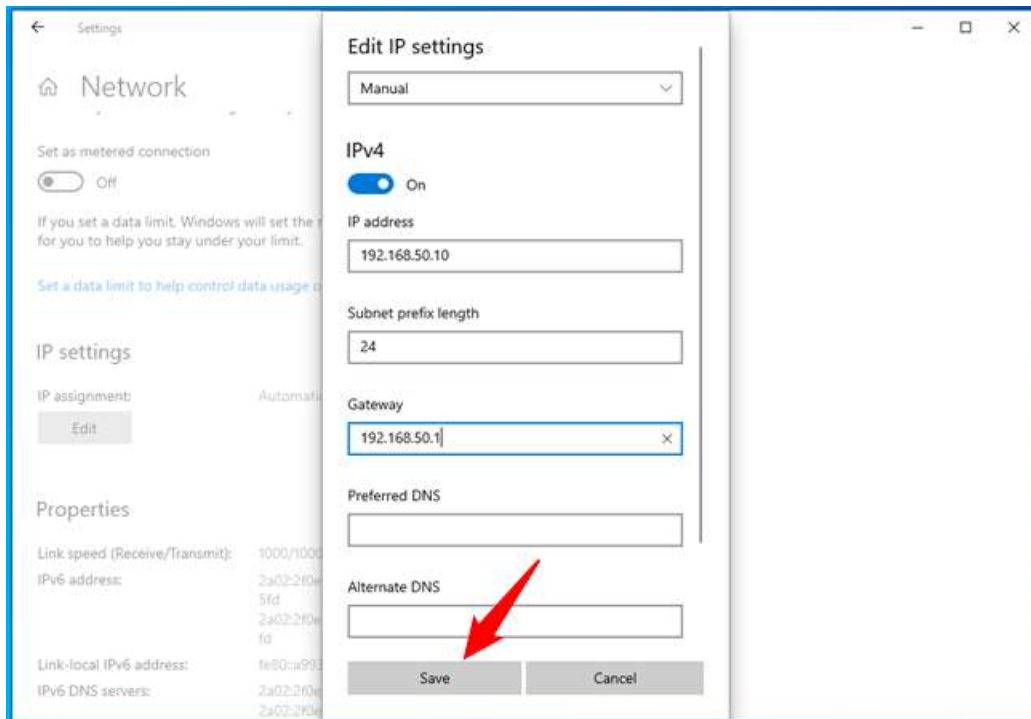 Settings
Network
Set as metered connection
Off
If you set a data limit, Windows will set the
for you to help you stay under your limit.
Set a data limit to help control data usage
IP settings
IP assignment:
Edit
Properties
Link speed (Receive/Transmit):
1000/1000
IPv6 address:
Link-local IPv6 address:
IPv6 DNS servers:
Edit IP settings
Manual
IPv4
On
IP address
192.168.50.10
Subnet prefix length
24
Gateway
192.168.50.1
Preferred DNS
Alternate DNS
Save
Cancel